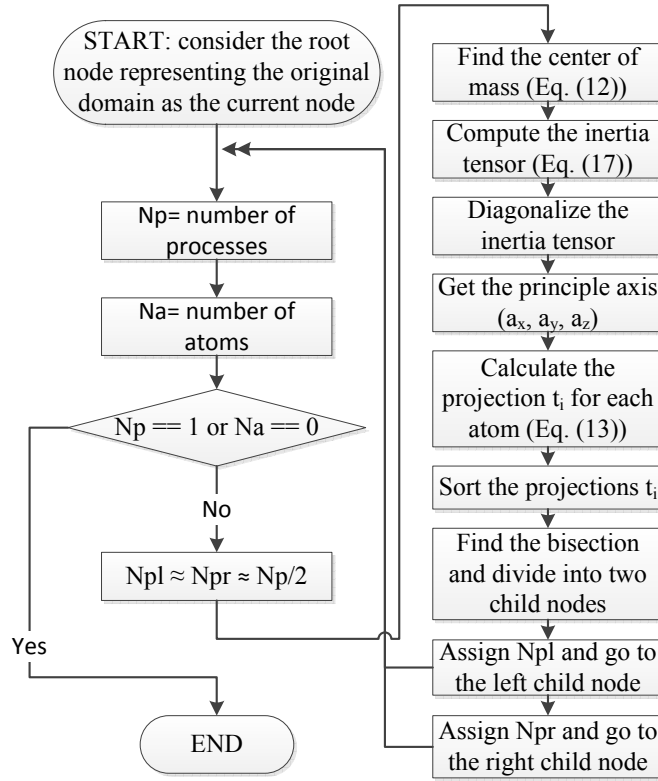 START: consider the root
node representing the original
domain as the current node
Np= number of
processes
Na= number of
atoms
Np == 1 or Na == 0
No
Npl ≈ Npr ≈ Np/2
Yes
END
Find the center of
mass (Eq. (12))
Compute the inertia
tensor (Eq. (17))
Diagonalize the
inertia tensor
Get the principle axis
(aₓ, aᵧ, a_z)
Calculate the
projection tᵢ for each
atom (Eq. (13))
Sort the projections tᵢ
Find the bisection
and divide into two
child nodes
Assign Npl and go to
the left child node
Assign Npr and go to
the right child node